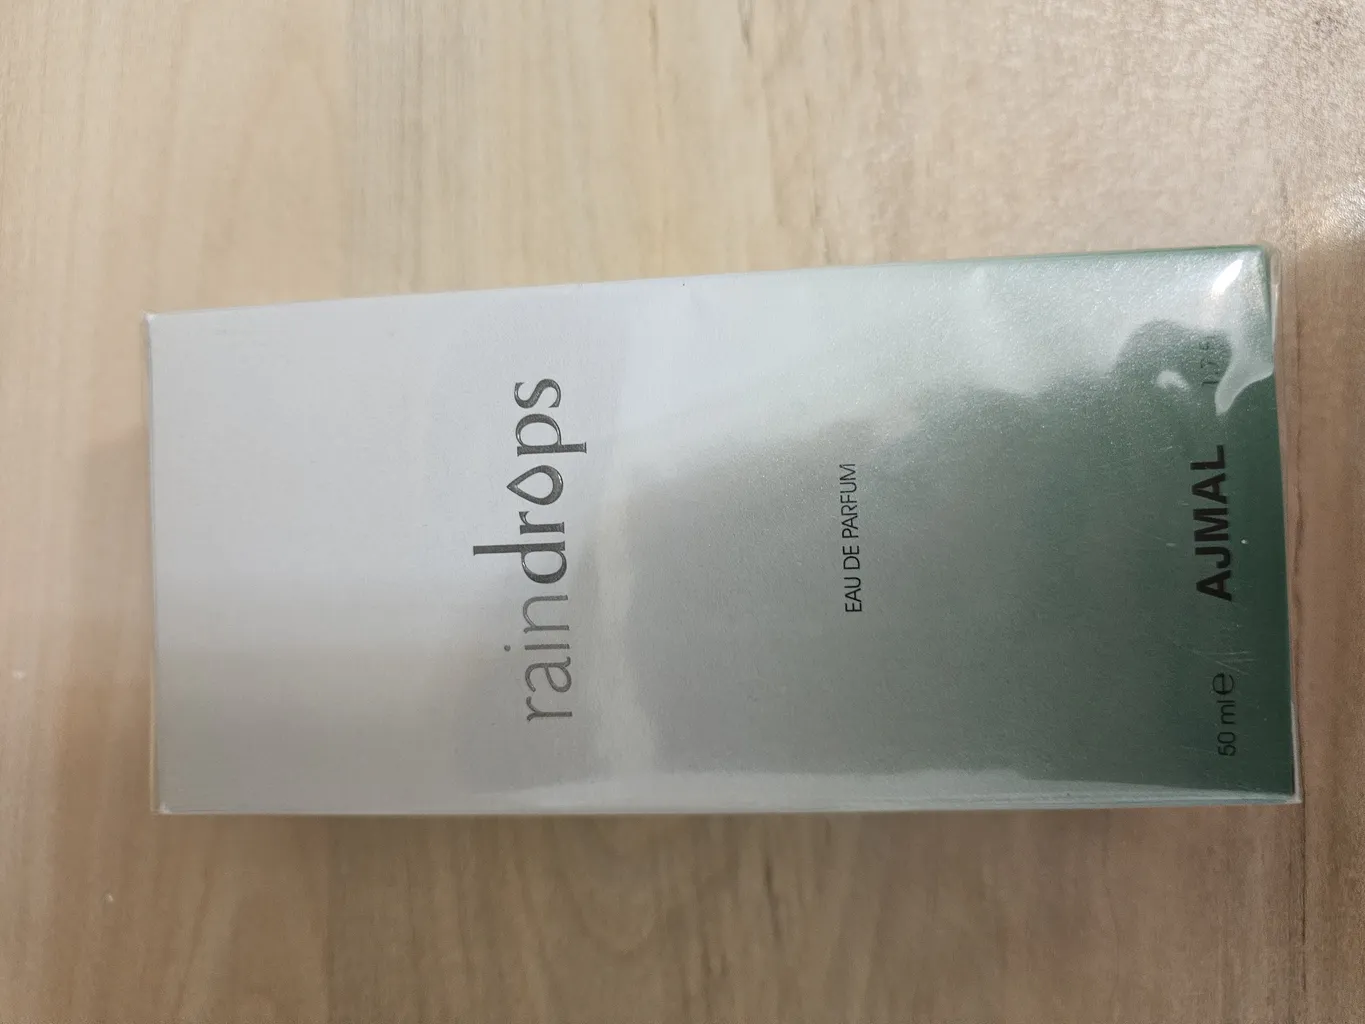 raindrops
EAU DE PARFUM
AJMAL
50 ml e